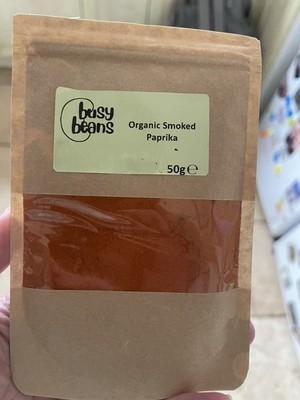 busy
beans
Organic Smoked
Paprika
50g℮